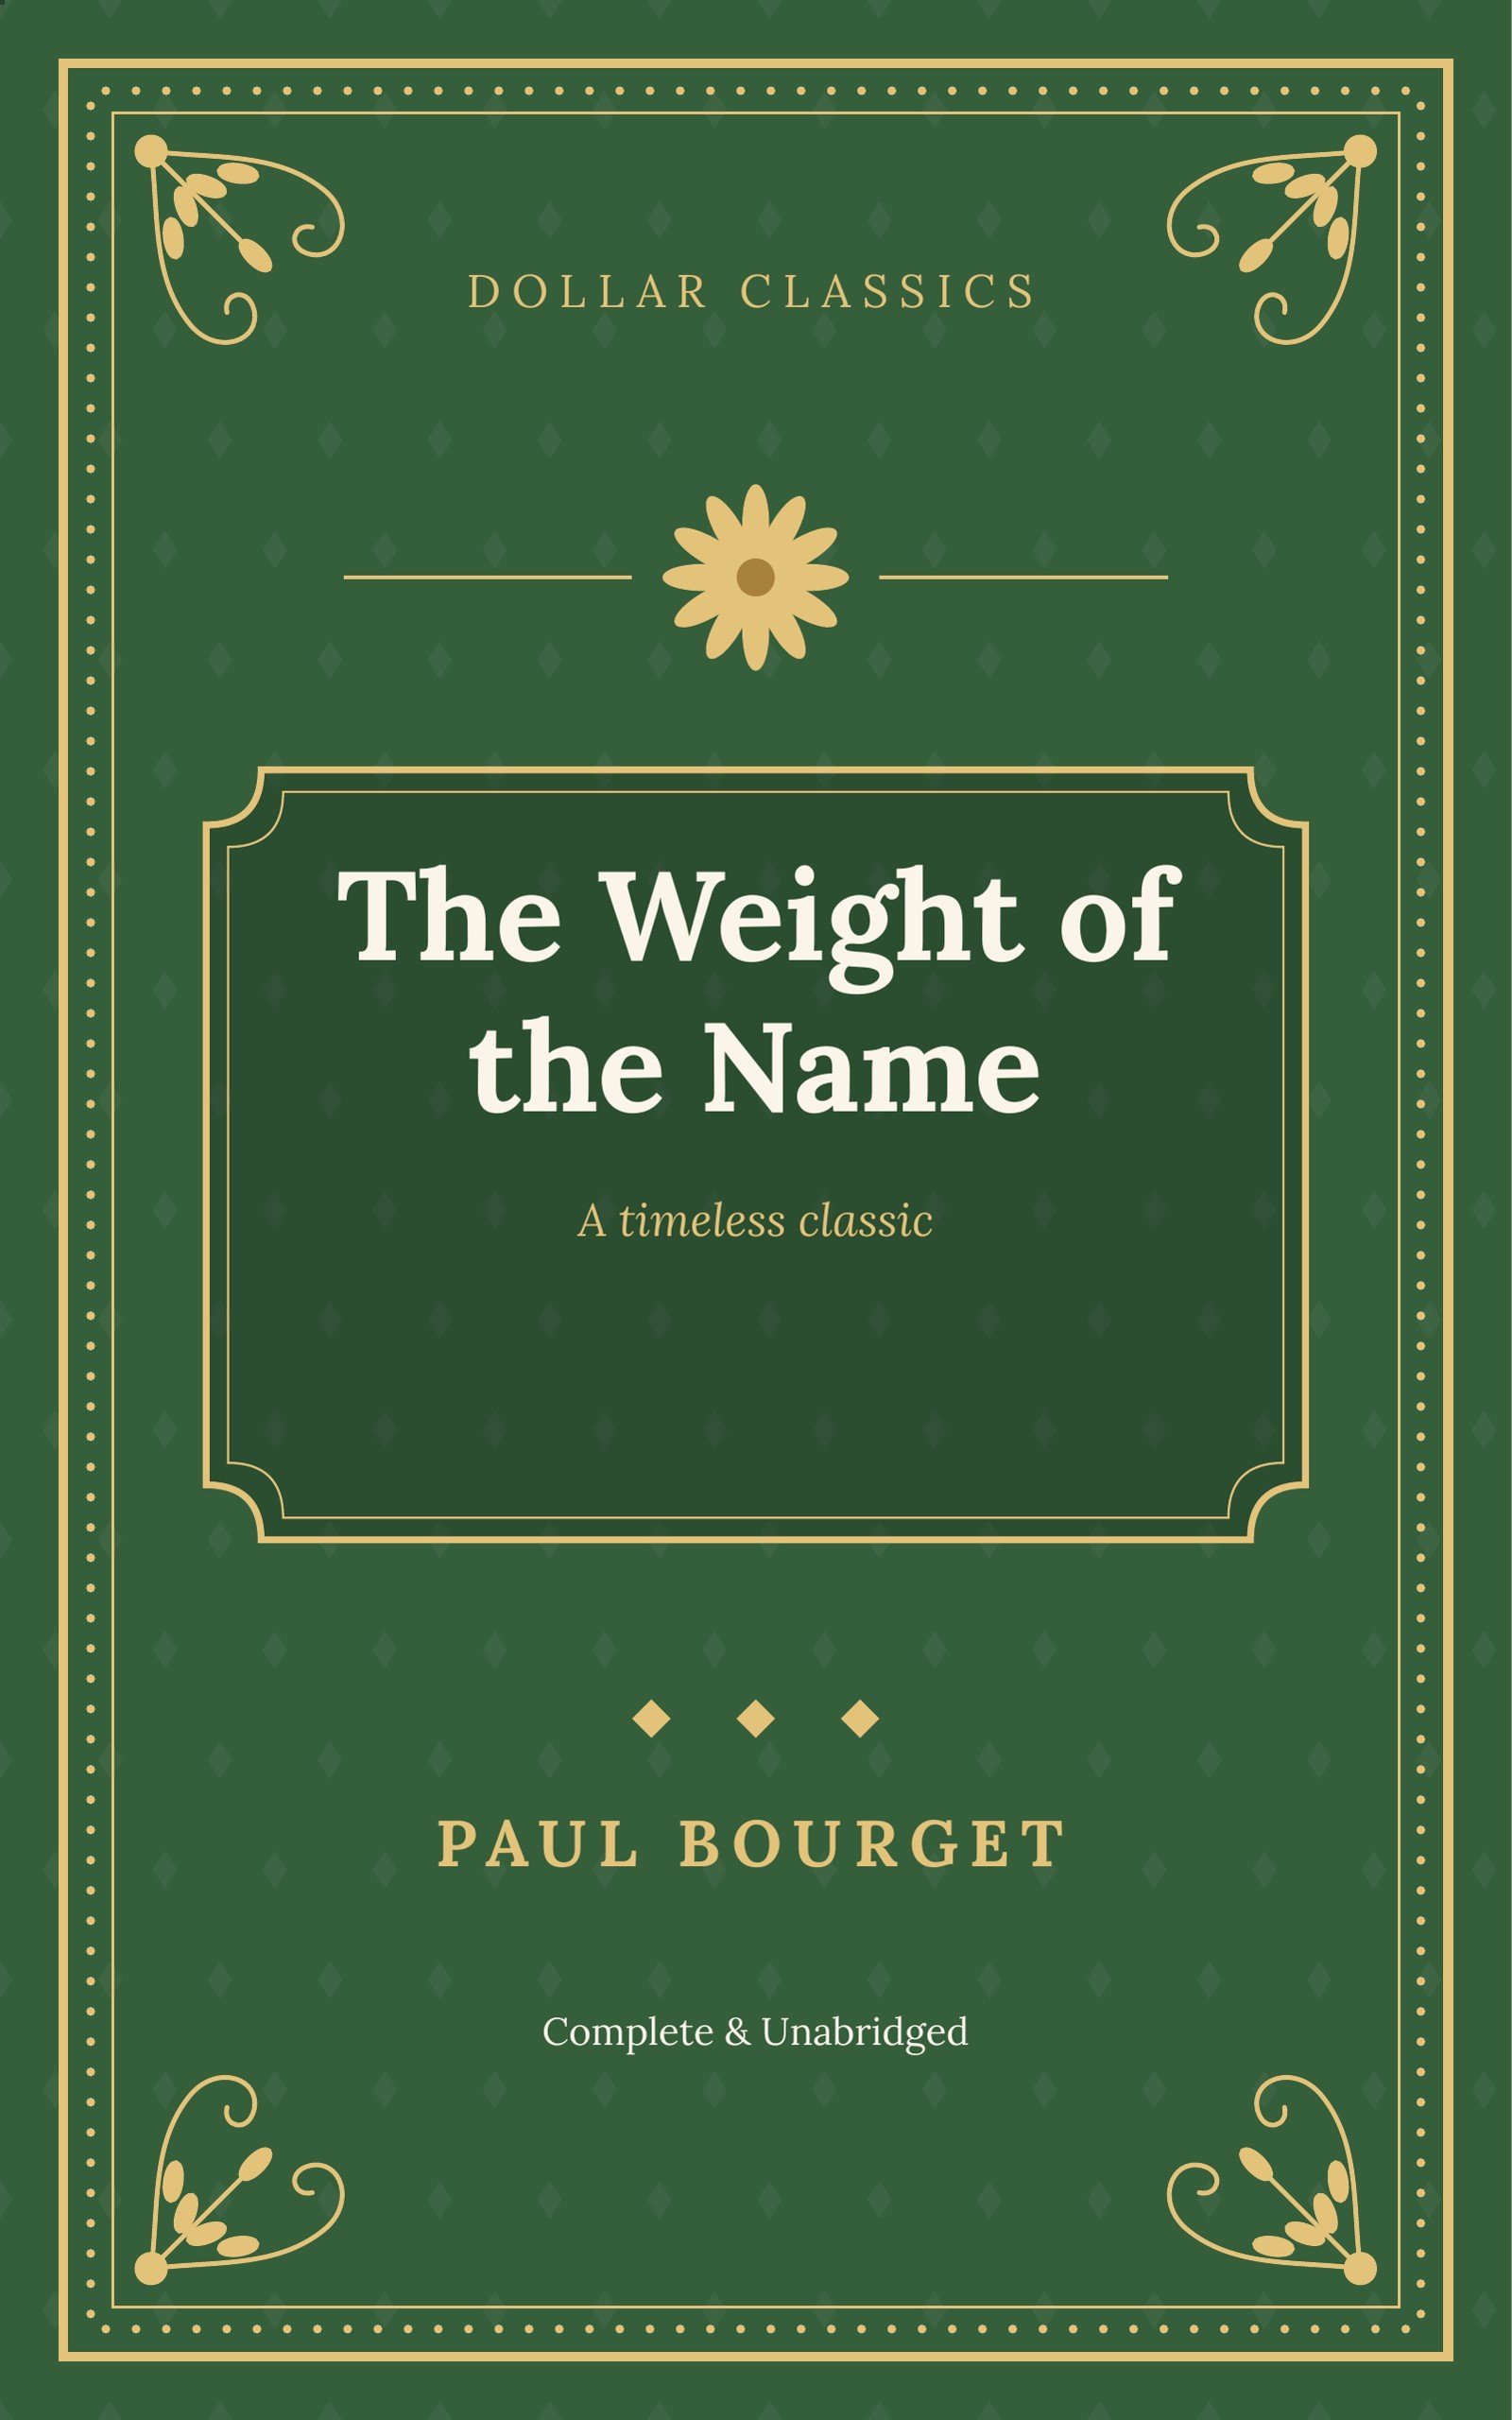 DOLLAR CLASSICS
The Weight of
the Name
A timeless classic
PAUL BOURGET
Complete & Unabridged